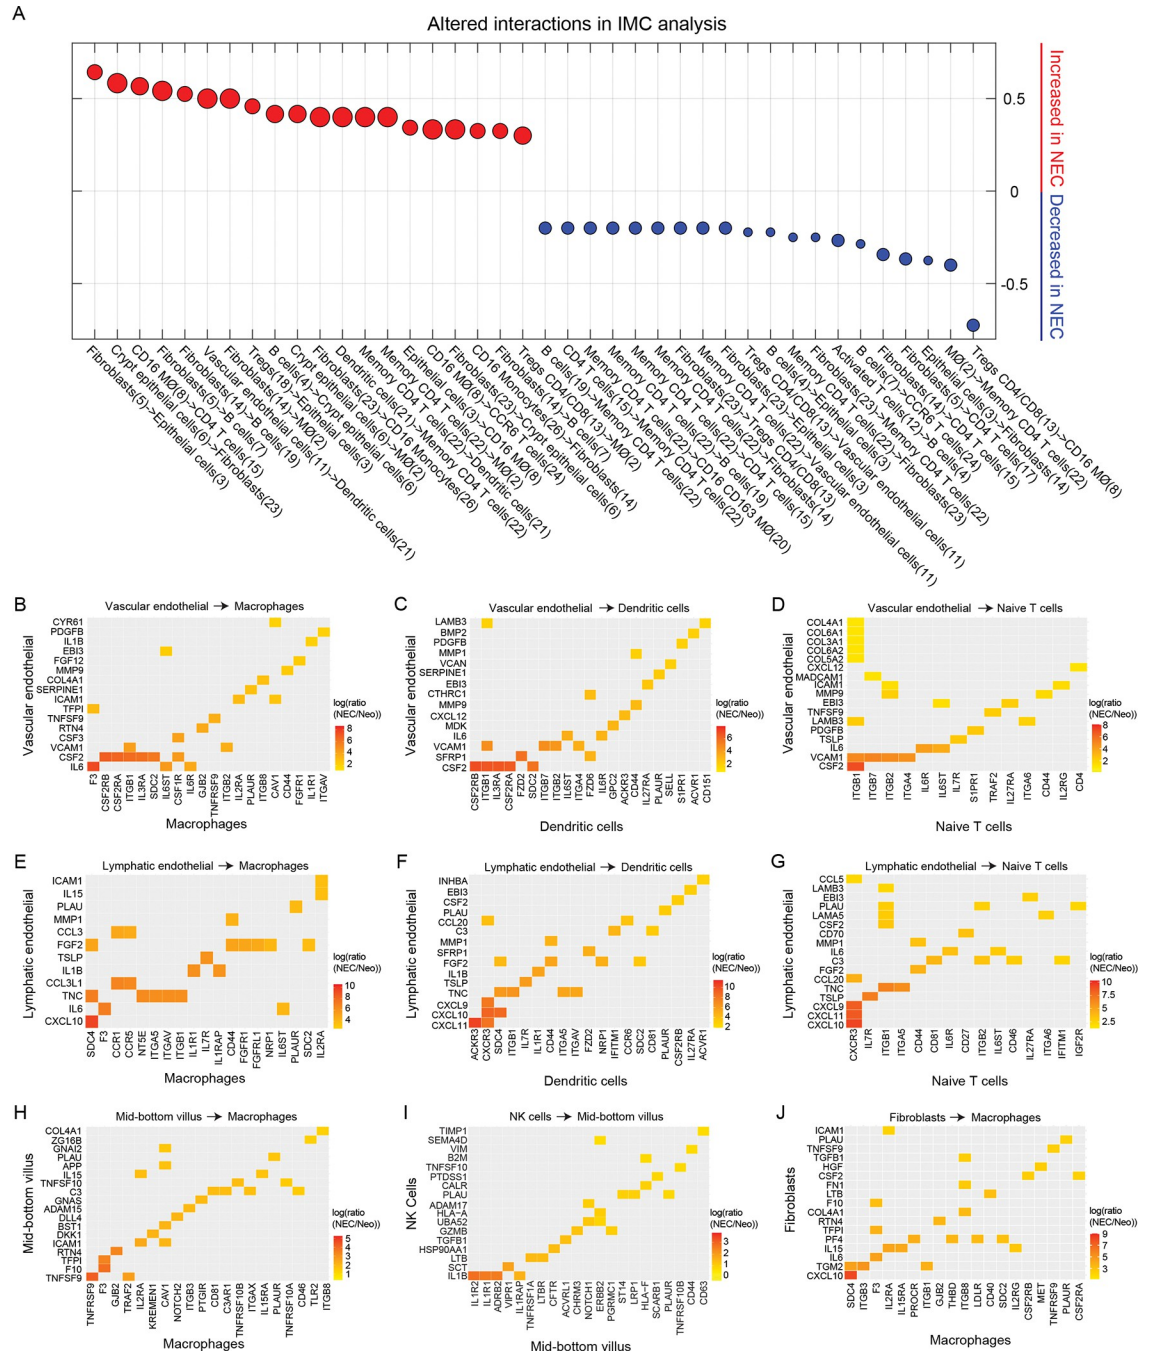 A
Altered interactions in IMC analysis
0.5
0
-0.5
Increased in NEC
Decreased in NEC
Fibroblasts(5)->Epithelial cells(3)
Crypt epithelial cells(6)->Fibroblasts(23)
CD16 MØ(8)->CD4 T cells(15)
Fibroblasts(5)->B cells(7)
Fibroblasts(14)->B cells(19)
Vascular endothelial cells(11)->Dendritic cells(21)
Fibroblasts(14)->MØ(2)
Tregs(18)->Epithelial cells(3)
B cells(4)->Crypt epithelial cells(6)
Crypt epithelial cells(6)->MØ(2)
Fibroblasts(23)->CD16 Monocytes(26)
Dendritic cells(21)->Memory CD4 T cells(22)
Memory CD4 T cells(22)->Dendritic cells(21)
Memory CD4 T cells(22)->
Epithelial cells(3)->Crypt epithelial cells(6)
CD16 MØ(8)->CCR6 T cells(24)
Fibroblasts(23)->Fibroblasts(14)
CD16 Monocytes(26)->
Fibroblasts(14)->
Tregs CD4/CD8(13)->
B cells(19)->Memory CD4 T cells(22)
CD4 T cells(15)->Memory CD4 T cells(22)
Memory CD4 T cells(22)->CD16 CD163 MØ(20)
Memory CD4 T cells(22)->B cells(19)
Memory CD4 T cells(22)->CD4 T cells(15)
Memory CD4 T cells(22)->Fibroblasts(14)
Fibroblasts(23)->Tregs CD4/CD8(13)
Memory CD4 T cells(22)->Vascular endothelial cells(11)
Fibroblasts(23)->Epithelial cells(3)
Tregs CD4/CD8(13)->Vascular endothelial cells(11)
B cells(4)->Epithelial cells(3)
Memory CD4 T cells(22)->Fibroblasts(23)
Fibroblasts(23)->Memory CD4 T cells(22)
Activated T cells(12)->B cells(4)
B cells(7)->CCR6 T cells(24)
Fibroblasts(14)->
Fibroblasts(5)->
Epithelial cells(3)->Fibroblasts(14)
MØ(2)->Memory CD4 T cells(22)
Tregs CD4/CD8(13)->CD16 MØ(8)
B
Vascular endothelial → Macrophages
Vascular endothelial
CYR61
PDGFB
IL1B
EBI3
FGF12
MMP9
COL4A1
SERPINE1
ICAM1
TFPI
TNFSF9
RTN4
CSF3
VCAM1
CSF2
IL6
F3 CSF2RB CSF2RA ITGB1 IL3RA SDC2 IL6ST CSF1R IL6R GJB2 TNFRSF9 ITGB2 IL2RA PLAUR ITGB8 CAV1 CD44 FGFR1 IL1R1 ITGAV
Macrophages
log(ratio
(NEC/Neo))
8
6
4
2
C
Vascular endothelial → Dendritic cells
Vascular endothelial
LAMB3
BMP2
PDGFB
MMP1
VCAN
SERPINE1
EBI3
CTHRC1
MMP9
CXCL12
MDK
IL6
VCAM1
SFRP1
CSF2
CSF2RB ITGB1 IL3RA CSF2RA FZD2 SDC2 ITGB7 ITGB2 IL6ST ITGA4 FZD6 IL6R GPC2 ACKR3 CD44 IL27RA PLAUR SELL S1PR1 ACVR1 CD151
Dendritic cells
log(ratio
(NEC/Neo))
6
4
2
D
Vascular endothelial → Naive T cells
Vascular endothelial
COL4A1
COL6A1
COL3A1
COL6A2
COL5A2
CXCL12
MADCAM1
ICAM1
MMP9
EBI3
TNFSF9
LAMB3
PDGFB
TSLP
IL6
VCAM1
CSF2
ITGB1 ITGB7 ITGB2 ITGA4 IL6R IL6ST IL7R S1PR1 TRAF2 IL27RA ITGA6 CD44 IL2RG CD4
Naive T cells
log(ratio
(NEC/Neo))
8
6
4
2
E
Lymphatic endothelial → Macrophages
Lymphatic endothelial
ICAM1
IL15
PLAU
MMP1
CCL3
FGF2
TSLP
IL1B
CCL3L1
TNC
IL6
CXCL10
SDC4 F3 CCR1 CCR5 NT5E ITGA5 ITGAV ITGB1 IL1R1 IL7R IL1RAP CD44 FGFR1 FGFRL1 NRP1 IL6ST PLAUR SDC2 IL2RA
Macrophages
log(ratio
(NEC/Neo))
10
8
6
4
F
Lymphatic endothelial → Dendritic cells
Lymphatic endothelial
INHBA
EBI3
CSF2
PLAU
CCL20
C3
MMP1
SFRP1
FGF2
IL1B
TSLP
TNC
CXCL9
CXCL10
CXCL11
ACKR3 CXCR3 SDC4 ITGB1 IL7R IL1R1 CD44 ITGA5 ITGAV FZD2 NRP1 IFITM1 CCR6 SDC2 CD81 PLAUR CSF2RB IL27RA ACVR1
Dendritic cells
log(ratio
(NEC/Neo))
10
8
6
4
2
G
Lymphatic endothelial → Naive T cells
Lymphatic endothelial
CCL5
LAMB3
EBI3
PLAU
LAMA5
CSF2
CD70
MMP1
IL6
C3
FGF2
CCL20
TNC
TSLP
CXCL9
CXCL11
CXCL10
CXCR3 IL7R ITGB1 ITGA5 CD44 CD81 IL6R CD27 ITGB2 IL6ST CD46 IL27RA ITGA6 IFITM1 IGF2R
Naive T cells
log(ratio
(NEC/Neo))
10
7.5
5
2.5
H
Mid-bottom villus → Macrophages
Mid-bottom villus
COL4A1
ZG16B
GNAI2
PLAU
APP
IL15
TNFSF10
C3
GNAS
ADAM15
DLL4
BST1
DKK1
ICAM1
RTN4
TFPI
F10
TNFSF9
TNFRSF9 F3 GJB2 TRAF2 IL2RA KREMEN1 CAV1 NOTCH2 ITGB3 PTGIR CD81 C3AR1 TNFRSF10B ITGAX IL15RA PLAUR TNFRSF10A CD46 TLR2 ITGB8
Macrophages
log(ratio
(NEC/Neo))
5
4
3
2
1
I
NK cells → Mid-bottom villus
NK Cells
TIMP1
SEMA4D
VIM
B2M
TNFSF10
PTDSS1
CALR
PLAU
ADAM17
HLA-A
UBA52
GZMB
TGFB1
HSP90AA1
LTB
SCT
IL1B
IL1R2 IL1R1 ADRB2 VIPR1 IL1RAP TNFRSF1A LTBR CFTR ACVRL1 CHRM3 NOTCH1 ERBB2 PGRMC1 ST14 LRP1 HLA-F SCARB1 PLAUR TNFRSF10B CD44 CD63
Mid-bottom villus
log(ratio
(NEC/Neo))
3
2
1
0
J
Fibroblasts → Macrophages
Fibroblasts
ICAM1
PLAU
TNFSF9
TGFB1
HGF
CSF2
FN1
LTB
F10
COL4A1
RTN4
TFPI
PF4
IL15
IL6
TGM2
CXCL10
SDC4 ITGB3 F3 IL2RA IL15RA PROCR ITGB1 GJB2 THBD ITGB8 LDLR CD40 SDC2 IL2RG CSF2RB MET TNFRSF9 PLAUR CSF2RA
Macrophages
log(ratio
(NEC/Neo))
9
7
5
3